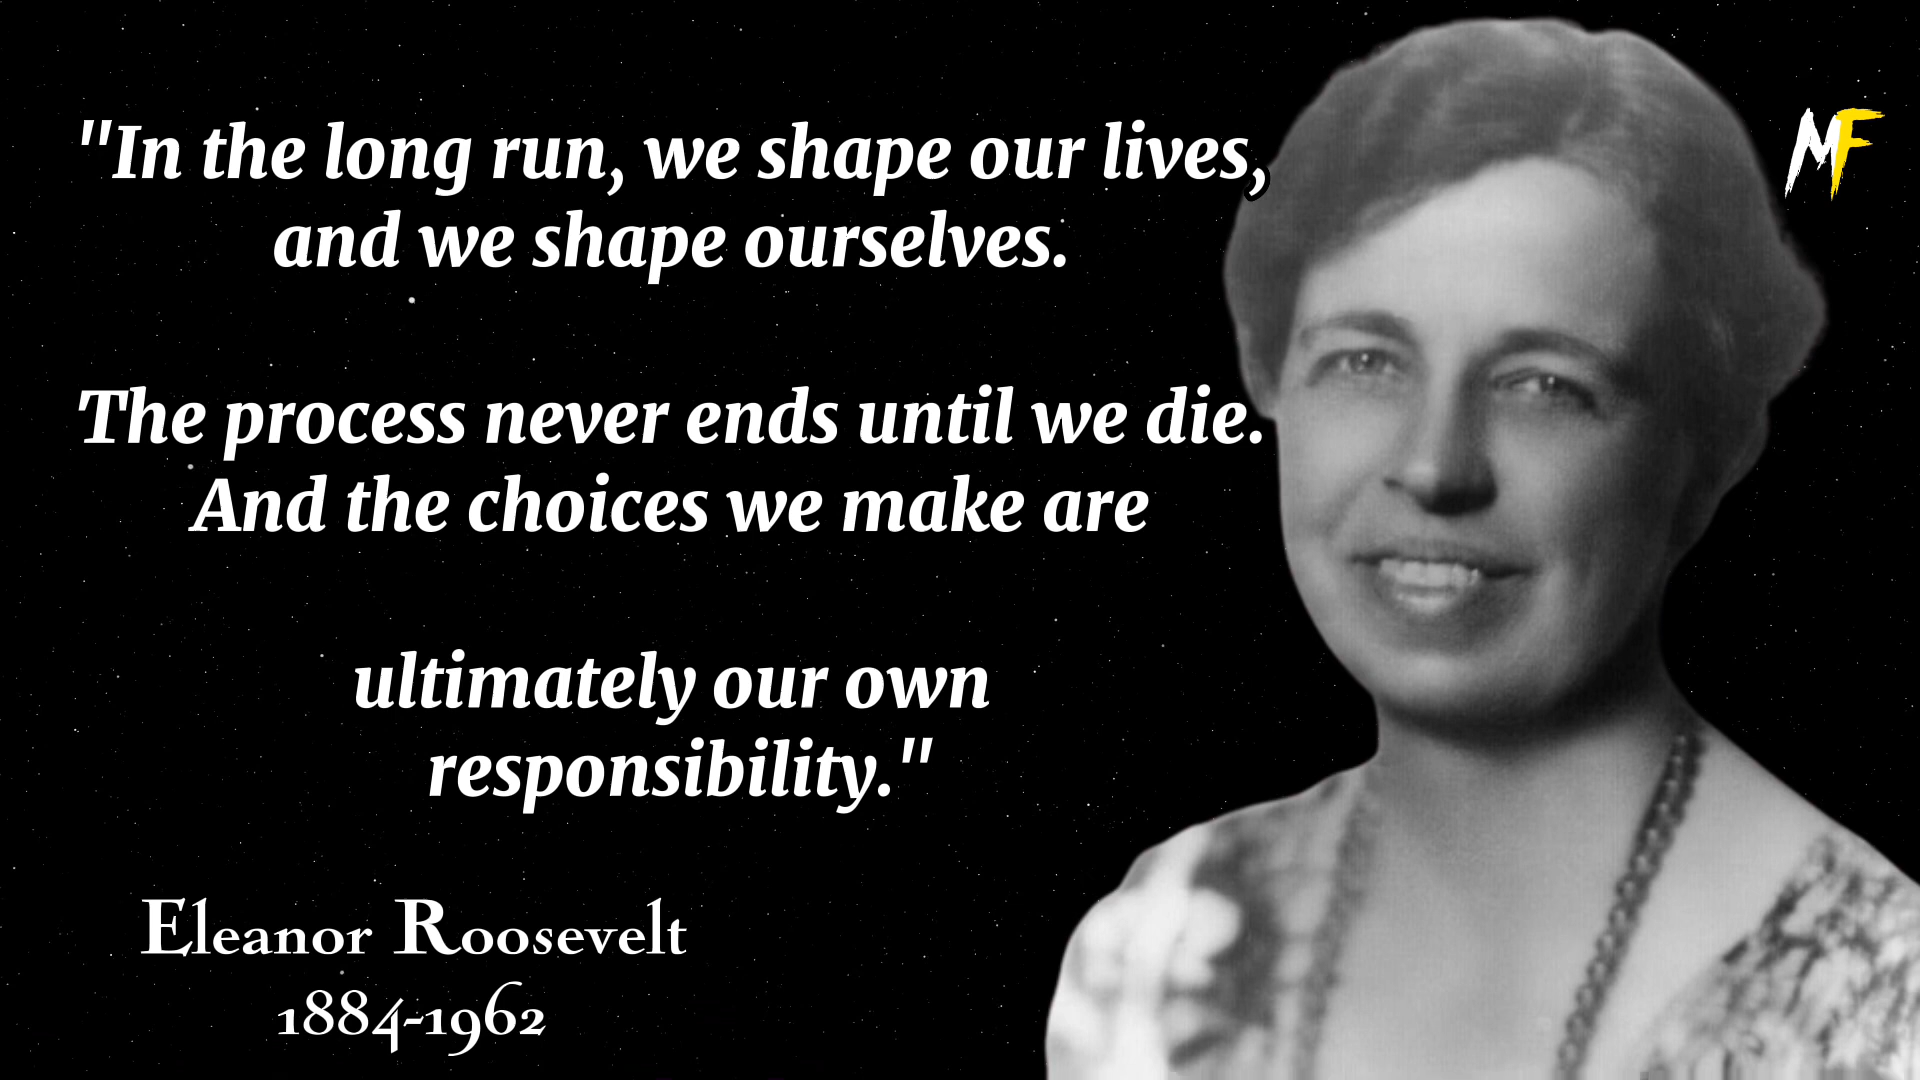 "In the long run, we shape our lives,
and we shape ourselves.
The process never ends until we die.
And the choices we make are
ultimately our own
responsibility."
Eleanor Roosevelt
1884-1962
MF